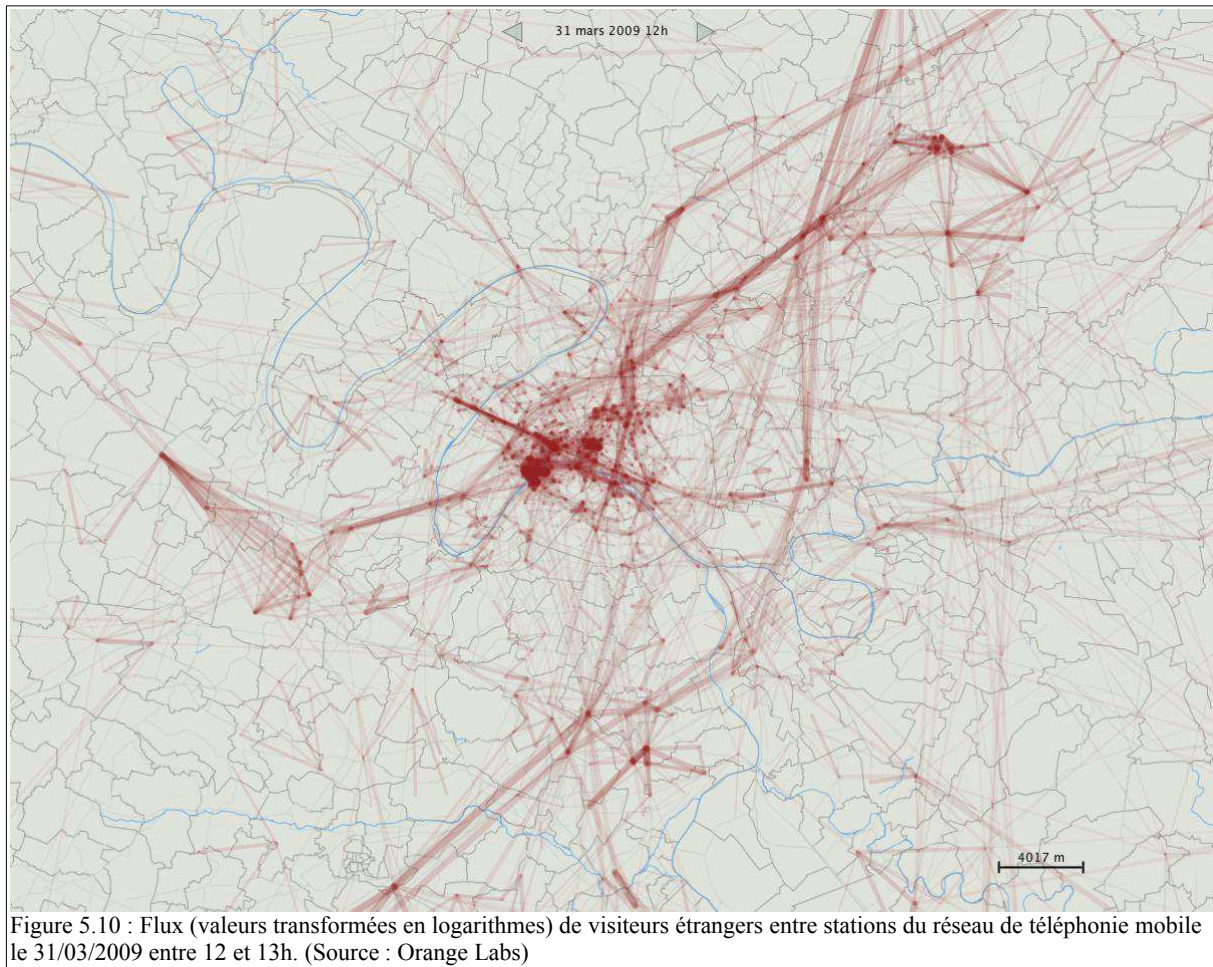 31 mars 2009 12h
4017 m
Figure 5.10 : Flux (valeurs transformées en logarithmes) de visiteurs étrangers entre stations du réseau de téléphonie mobile
le 31/03/2009 entre 12 et 13h. (Source : Orange Labs)